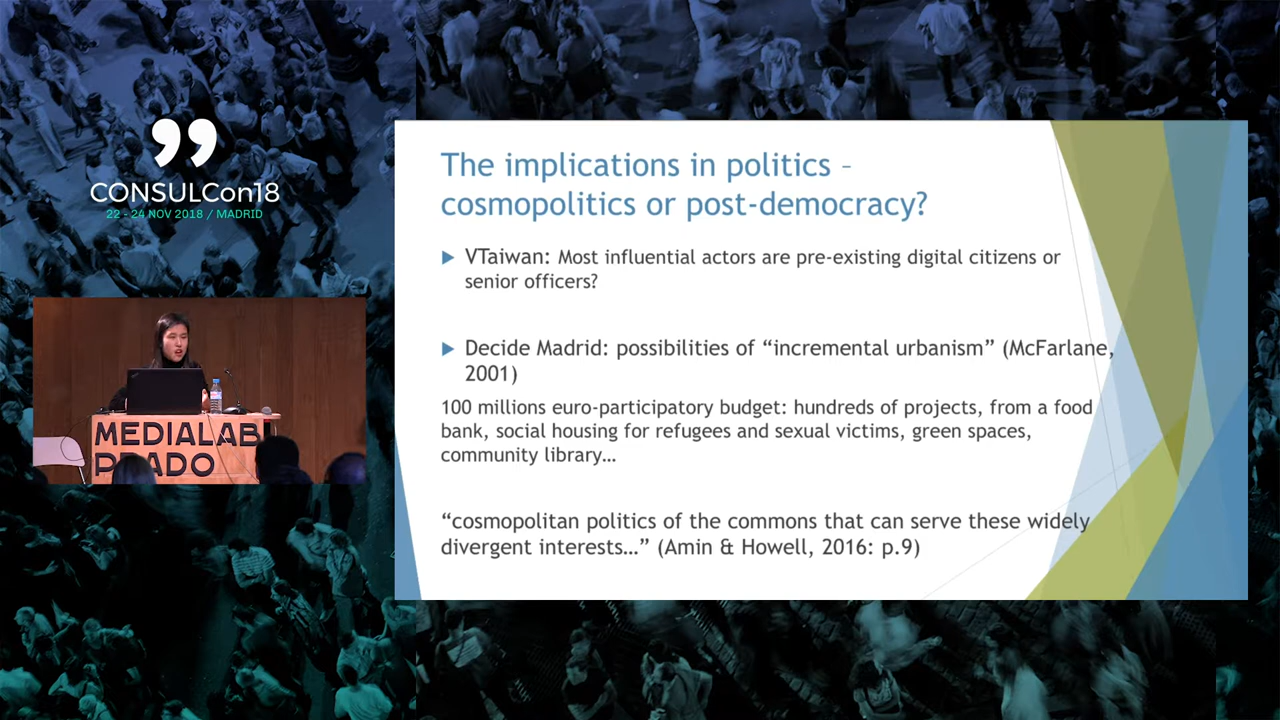 CONSULCon18
22 - 24 NOV 2018 / MADRID
MEDIALAB
PRADO
The implications in politics –
cosmopolitics or post-democracy?
VTaiwan: Most influential actors are pre-existing digital citizens or
senior officers?
Decide Madrid: possibilities of “incremental urbanism” (McFarlane,
2001)
100 millions euro-participatory budget: hundreds of projects, from a food
bank, social housing for refugees and sexual victims, green spaces,
community library…
“cosmopolitan politics of the commons that can serve these widely
divergent interests…” (Amin & Howell, 2016: p.9)